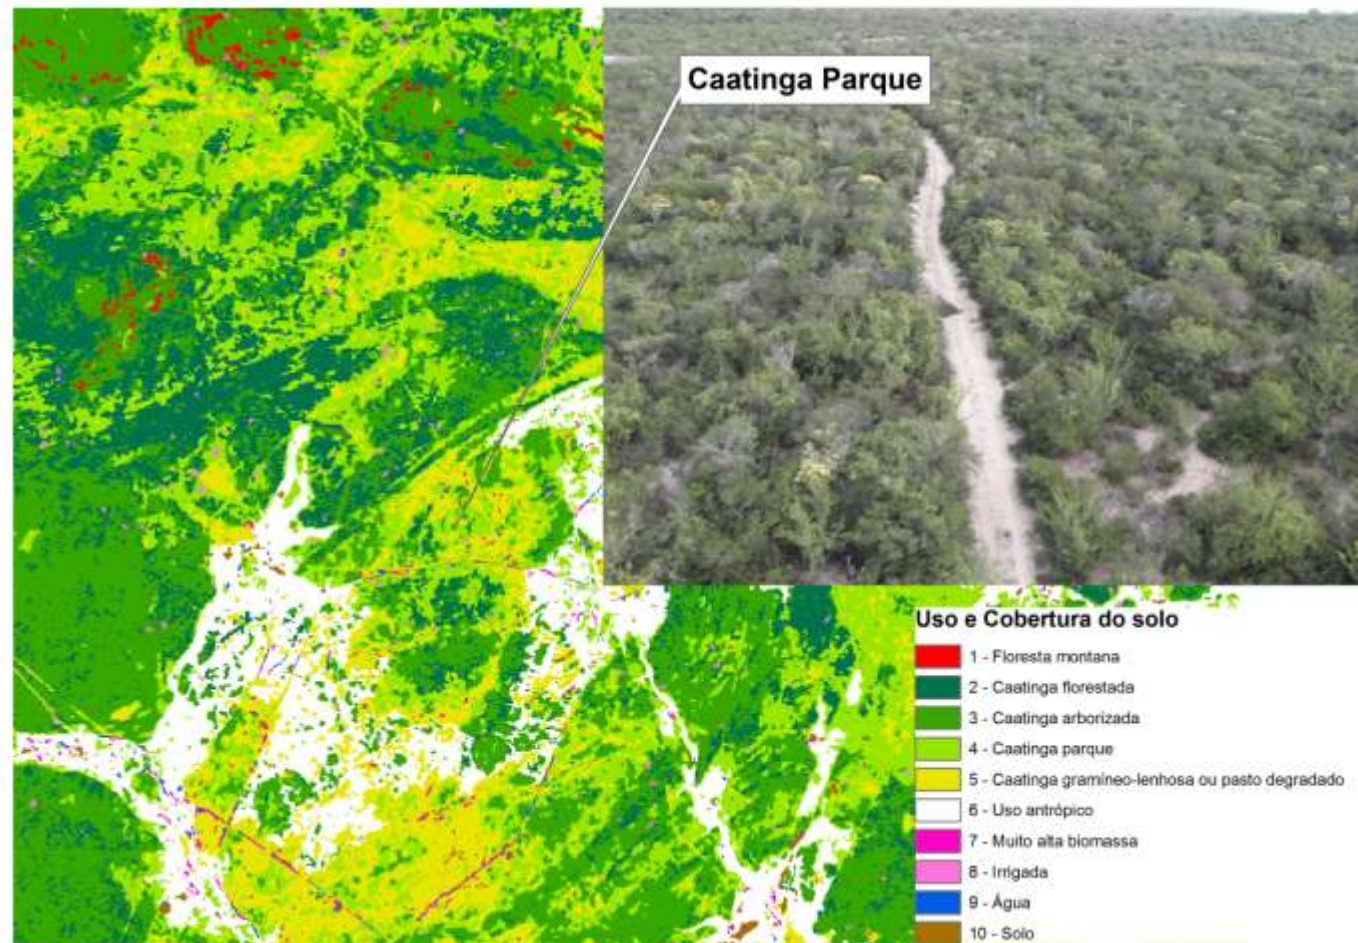 Caatinga Parque
Uso e Cobertura do solo
1 - Floresta montana
2 - Caatinga florestada
3 - Caatinga arborizada
4 - Caatinga parque
5 - Caatinga gramíneo-lenhosa ou pasto degradado
6 - Uso antrópico
7 - Muito alta biomassa
8 - Irrigada
9 - Água
10 - Solo